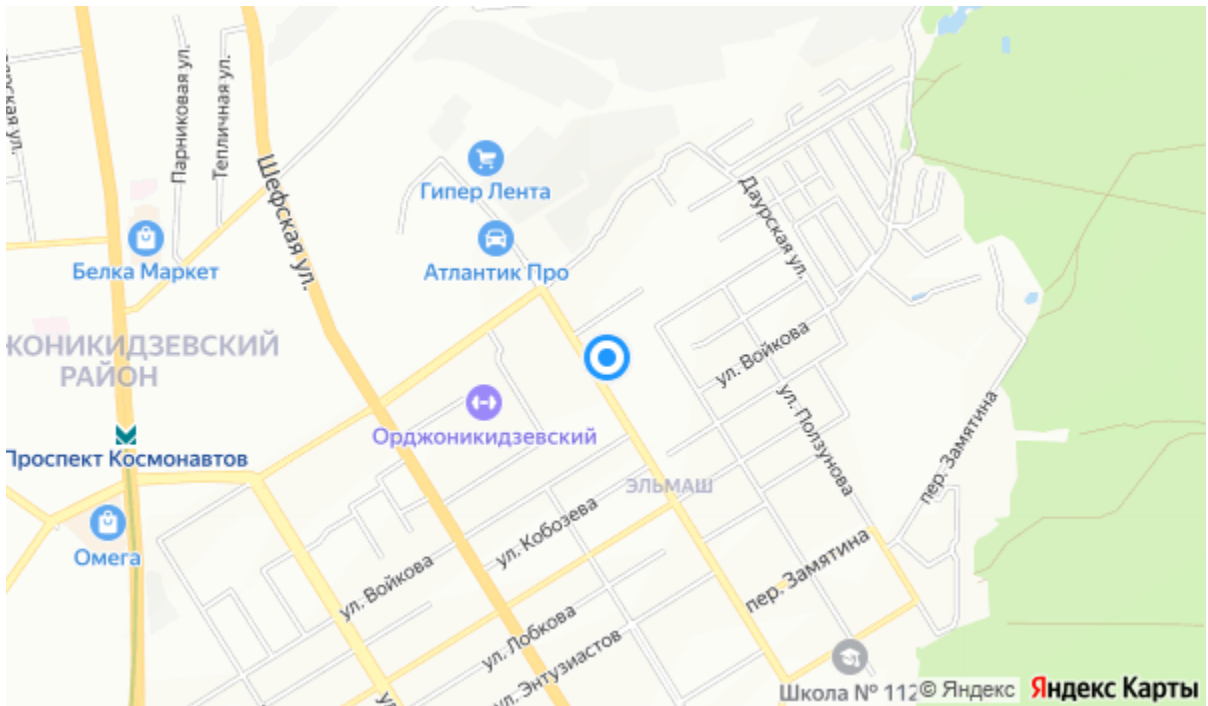 Парниковая ул.
Тепличная ул.
Шефская ул.
Гипер Лента
Даурская ул.
Белка Маркет
Атлантик Про
ЖОНИКИДЗЕВСКИЙ
РАЙОН
ул. Войкова
Орджоникидзевский
ул. Ползунова
пер. Замятина
Проспект Космонавтов
ЭЛЬМАШ
Омега
ул. Кобозева
ул. Войкова
пер. Замятина
ул. Лобкова
ул. Энтузиастов
Школа № 112
© Яндекс
Яндекс Карты